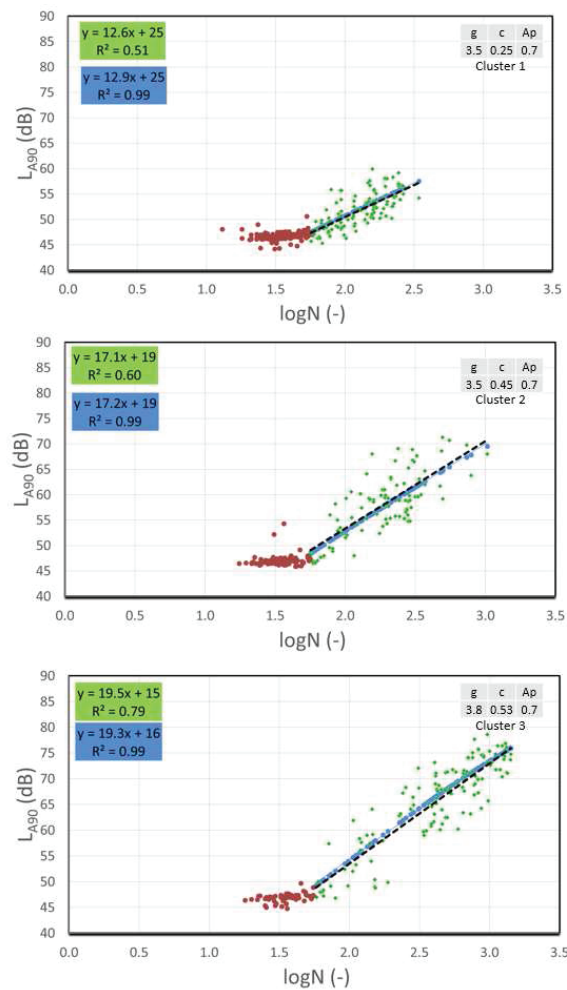 90
85
80
75
70
65
60
55
50
45
40
L_A90 (dB)
y = 12.6x + 25
R² = 0.51
y = 12.9x + 25
R² = 0.99
g c Ap
3.5 0.25 0.7
Cluster 1
0.0 0.5 1.0 1.5 2.0 2.5 3.0 3.5
logN (-)
90
85
80
75
70
65
60
55
50
45
40
L_A90 (dB)
y = 17.1x + 19
R² = 0.60
y = 17.2x + 19
R² = 0.99
g c Ap
3.5 0.45 0.7
Cluster 2
0.0 0.5 1.0 1.5 2.0 2.5 3.0 3.5
logN (-)
90
85
80
75
70
65
60
55
50
45
40
L_A90 (dB)
y = 19.5x + 15
R² = 0.79
y = 19.3x + 16
R² = 0.99
g c Ap
3.8 0.53 0.7
Cluster 3
0.0 0.5 1.0 1.5 2.0 2.5 3.0 3.5
logN (-)